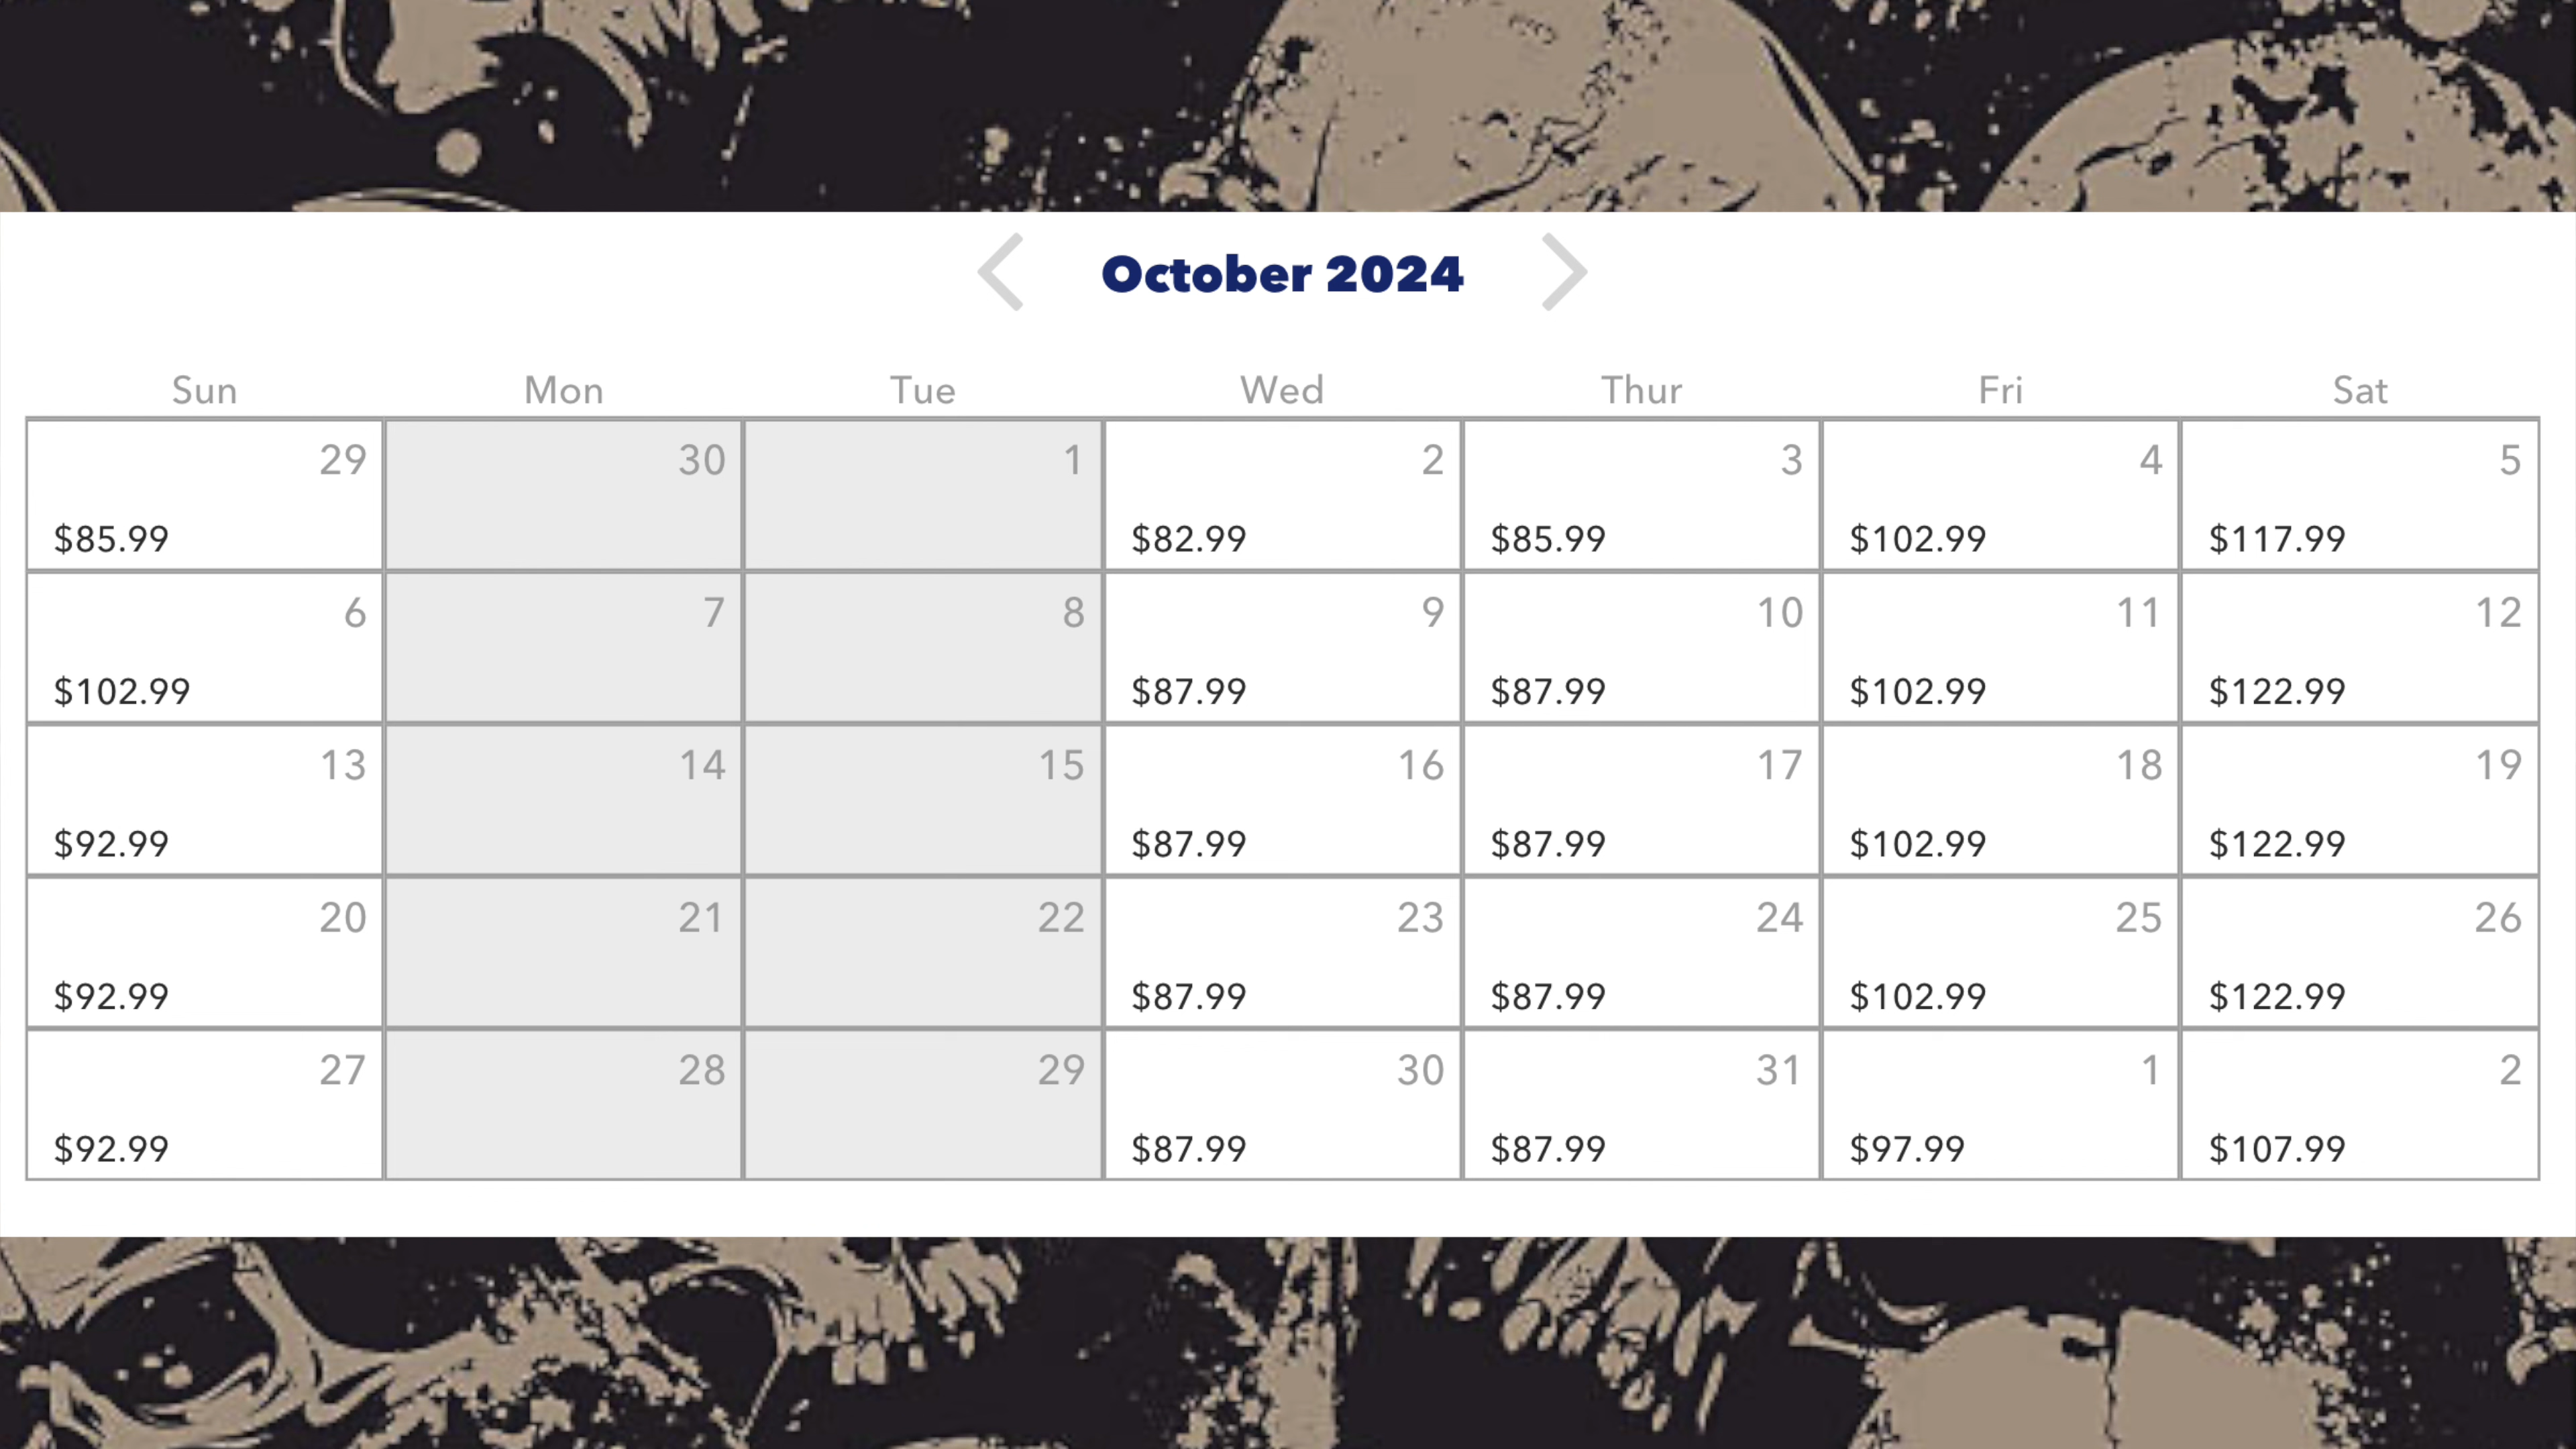 October 2024
Sun Mon Tue Wed Thur Fri Sat
29 30 1 2 3 4 5
$85.99 $82.99 $85.99 $102.99 $117.99
6 7 8 9 10 11 12
$102.99 $87.99 $87.99 $102.99 $122.99
13 14 15 16 17 18 19
$92.99 $87.99 $87.99 $102.99 $122.99
20 21 22 23 24 25 26
$92.99 $87.99 $87.99 $102.99 $122.99
27 28 29 30 31 1 2
$92.99 $87.99 $87.99 $97.99 $107.99